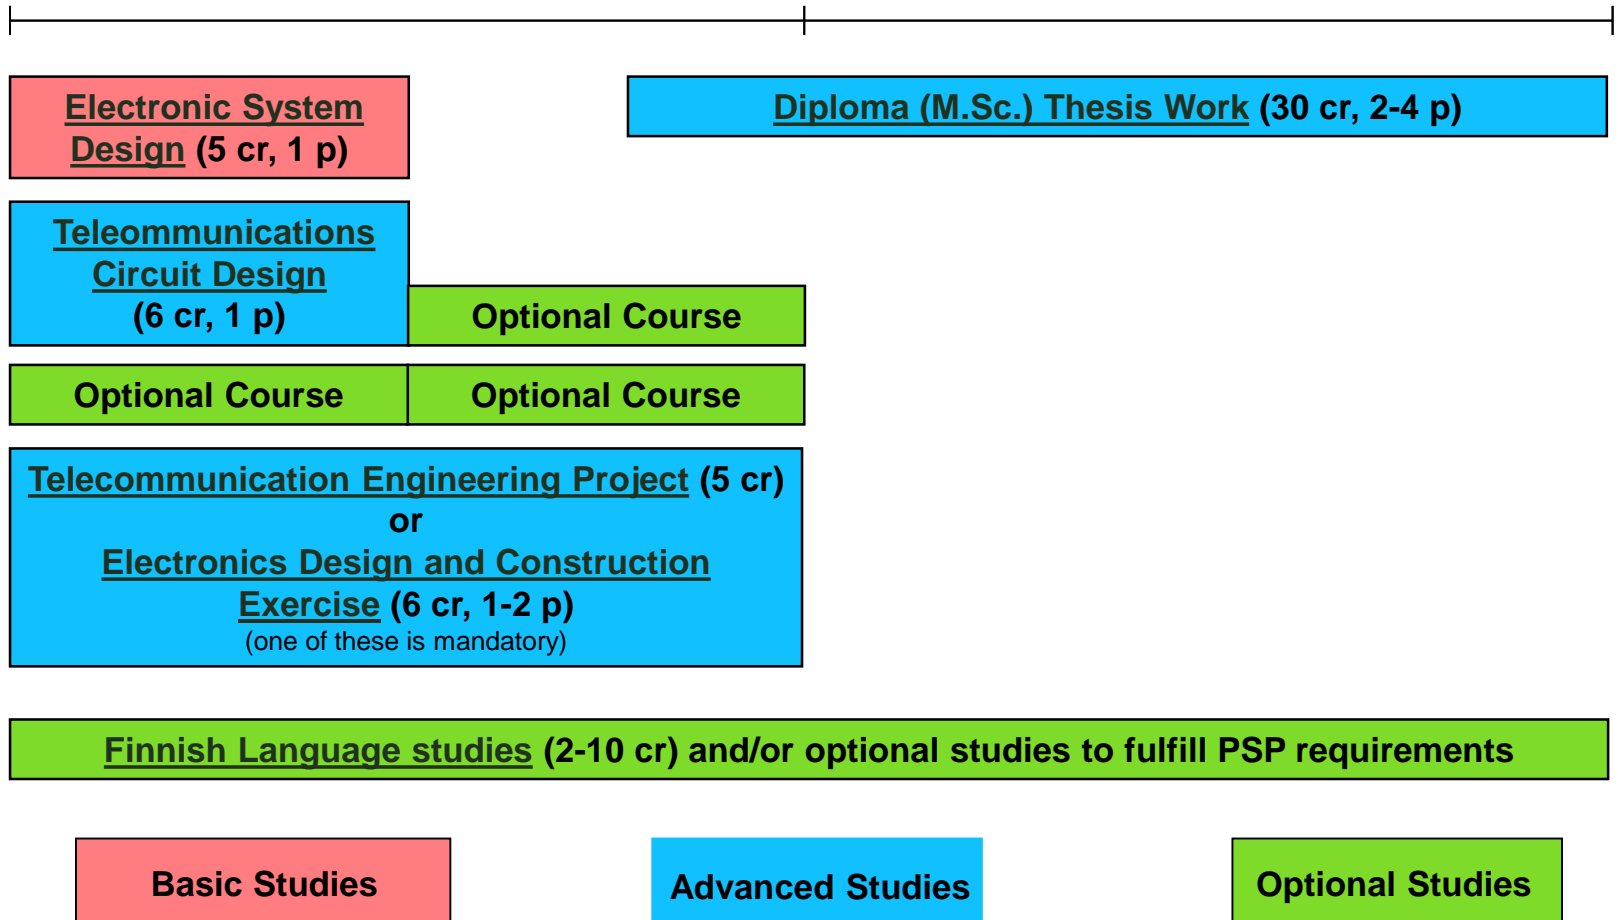 Electronic System
Design (5 cr, 1 p)
Diploma (M.Sc.) Thesis Work (30 cr, 2-4 p)
Teleommunications
Circuit Design
(6 cr, 1 p)
Optional Course
Optional Course
Optional Course
Telecommunication Engineering Project (5 cr)
or
Electronics Design and Construction
Exercise (6 cr, 1-2 p)
(one of these is mandatory)
Finnish Language studies (2-10 cr) and/or optional studies to fulfill PSP requirements
Basic Studies
Advanced Studies
Optional Studies